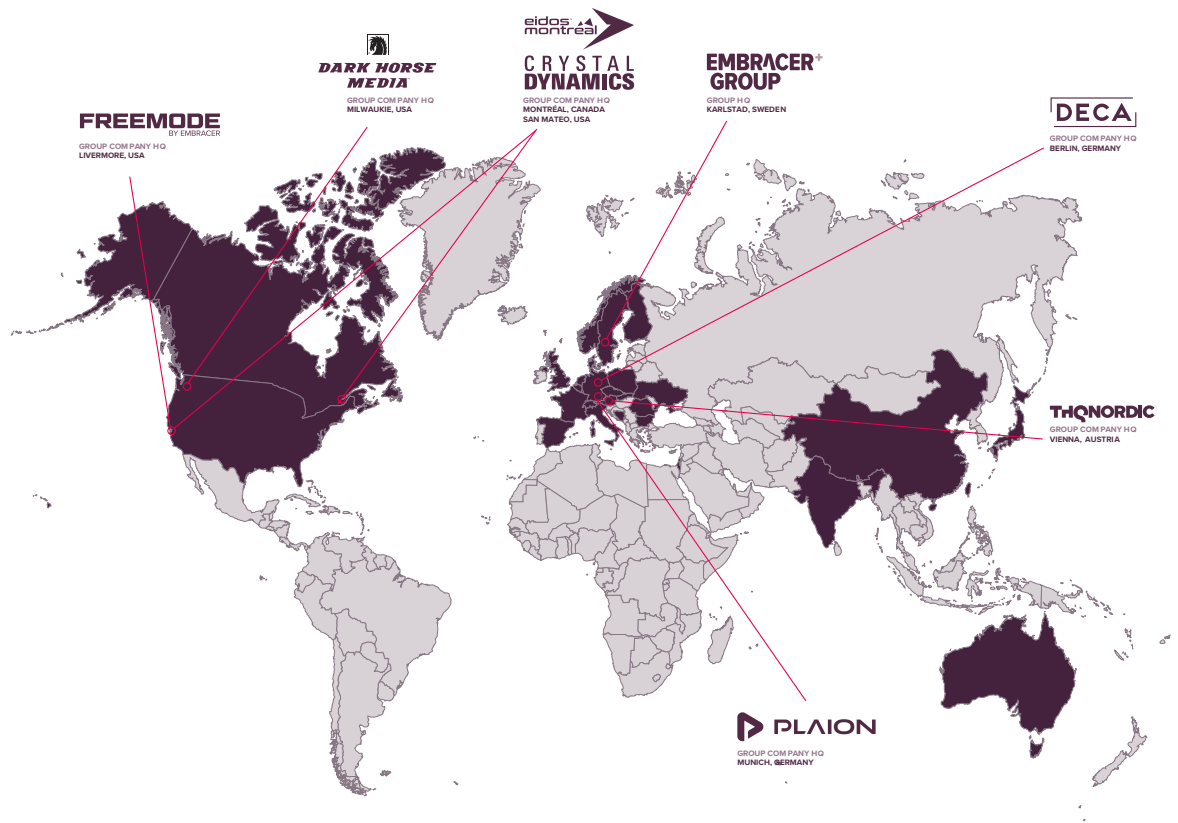 eidos
montréal
DARK HORSE
MEDIA
CRYSTAL
DYNAMICS
EMBRACER+
GROUP
GROUP COMPANY HQ
MILWAUKIE, USA
GROUP COMPANY HQ
MONTRÉAL, CANADA
SAN MATEO, USA
GROUP HQ
KARLSTAD, SWEDEN
FREEMODE
BY EMBRACER
GROUP COMPANY HQ
LIVERMORE, USA
DECA
GROUP COMPANY HQ
BERLIN, GERMANY
THQNORDIC
GROUP COMPANY HQ
VIENNA, AUSTRIA
PLAION
GROUP COMPANY HQ
MUNICH, GERMANY